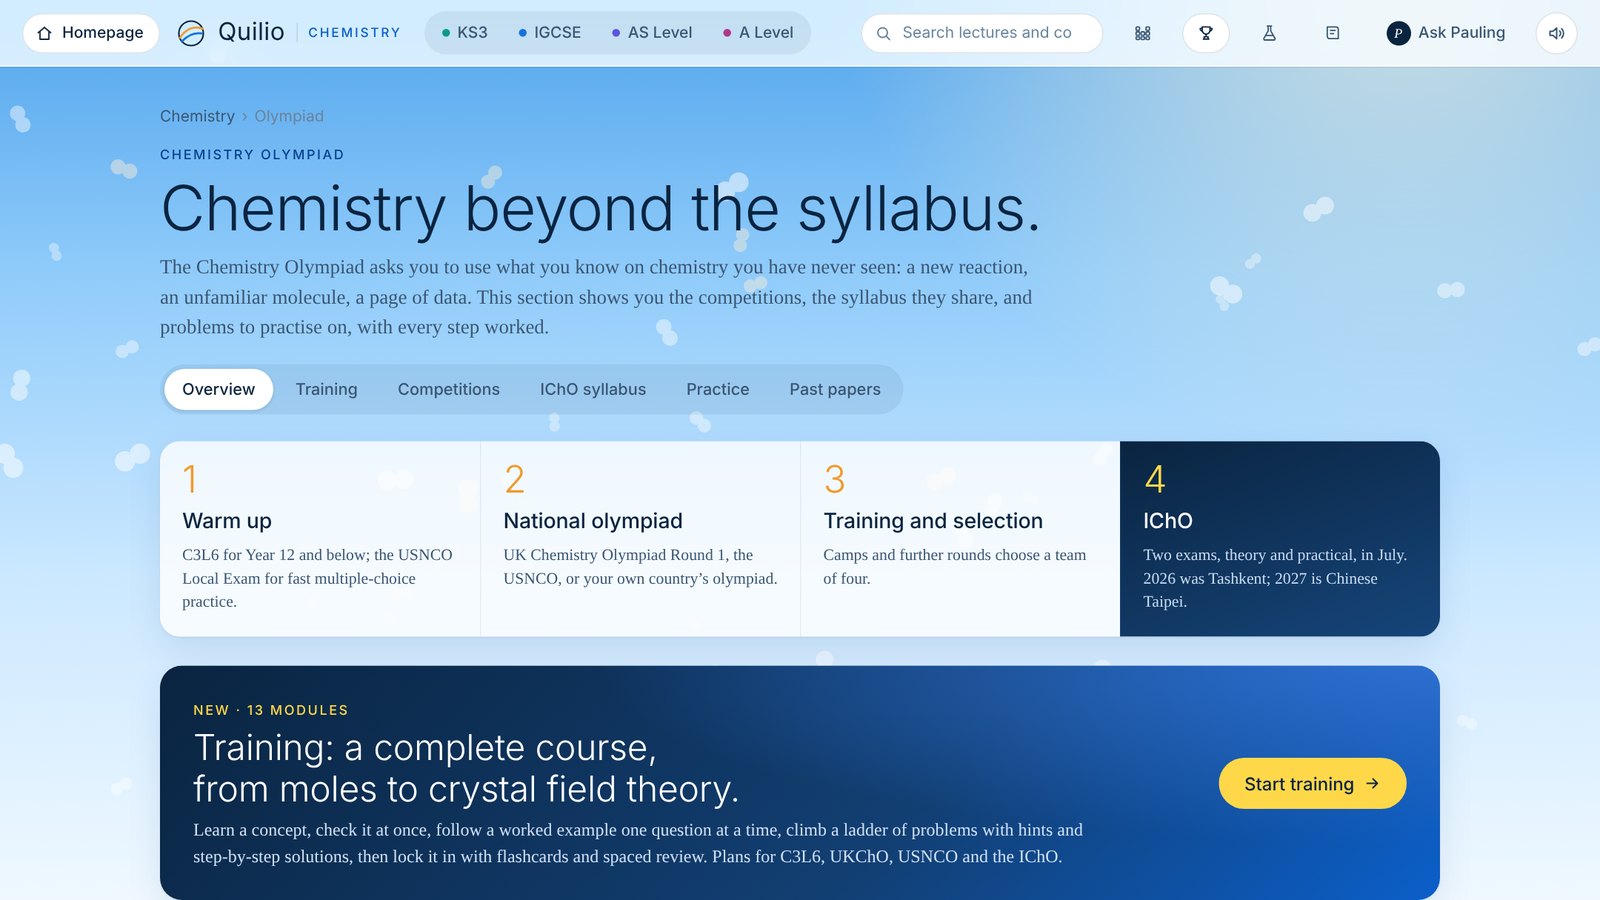 Homepage
Quilio
CHEMISTRY
KS3
IGCSE
AS Level
A Level
Search lectures and co
P
Ask Pauling
Chemistry › Olympiad
CHEMISTRY OLYMPIAD
Chemistry beyond the syllabus.
The Chemistry Olympiad asks you to use what you know on chemistry you have never seen: a new reaction,
an unfamiliar molecule, a page of data. This section shows you the competitions, the syllabus they share, and
problems to practise on, with every step worked.
Overview
Training
Competitions
IChO syllabus
Practice
Past papers
1
Warm up
C3L6 for Year 12 and below; the USNCO
Local Exam for fast multiple-choice
practice.
2
National olympiad
UK Chemistry Olympiad Round 1, the
USNCO, or your own country’s olympiad.
3
Training and selection
Camps and further rounds choose a team
of four.
4
IChO
Two exams, theory and practical, in July.
2026 was Tashkent; 2027 is Chinese
Taipei.
NEW · 13 MODULES
Training: a complete course,
from moles to crystal field theory.
Learn a concept, check it at once, follow a worked example one question at a time, climb a ladder of problems with hints and
step-by-step solutions, then lock it in with flashcards and spaced review. Plans for C3L6, UKChO, USNCO and the IChO.
Start training →